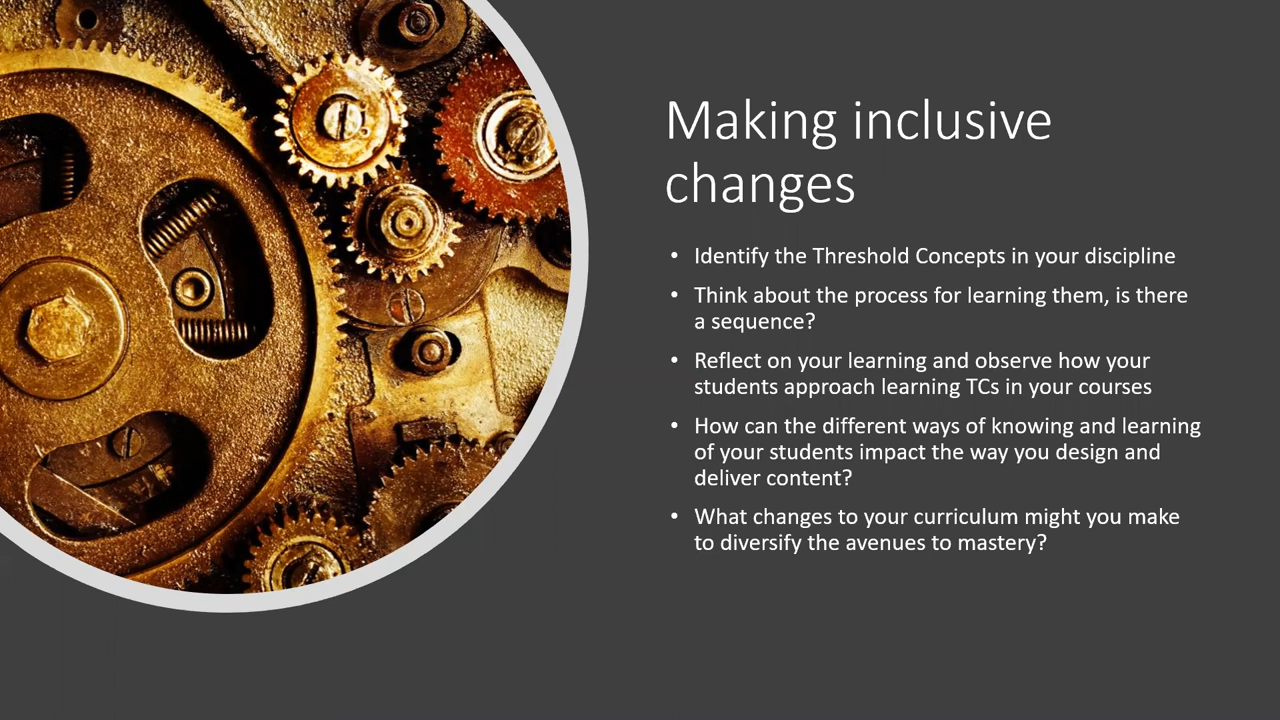 Making inclusive
changes
• Identify the Threshold Concepts in your discipline
• Think about the process for learning them, is there
a sequence?
• Reflect on your learning and observe how your
students approach learning TCs in your courses
• How can the different ways of knowing and learning
of your students impact the way you design and
deliver content?
• What changes to your curriculum might you make
to diversify the avenues to mastery?